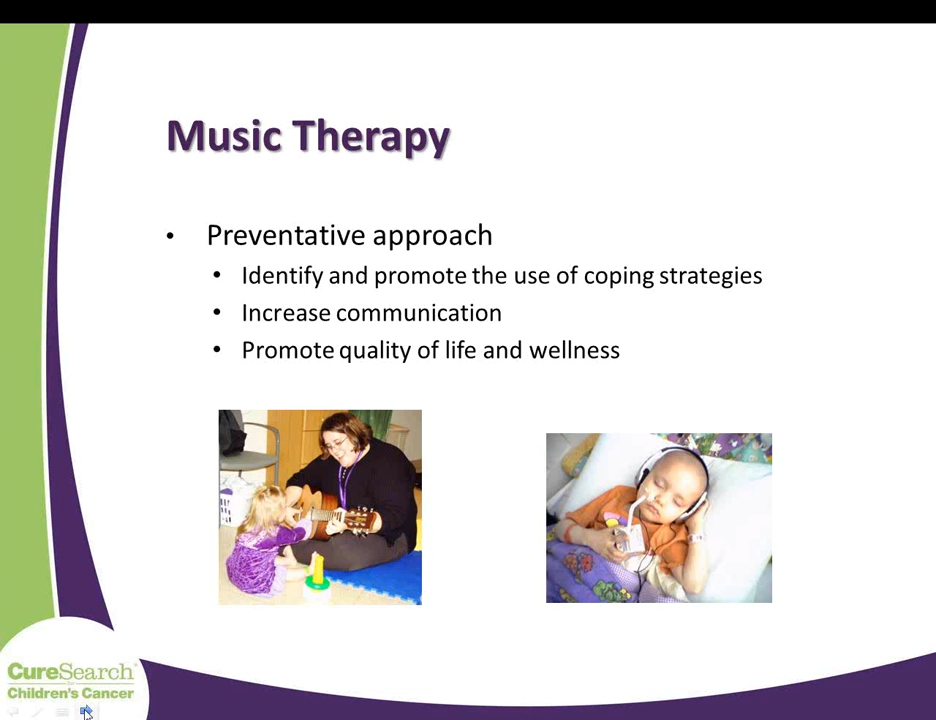 Music Therapy
• Preventative approach
• Identify and promote the use of coping strategies
• Increase communication
• Promote quality of life and wellness
CureSearch
Children's Cancer